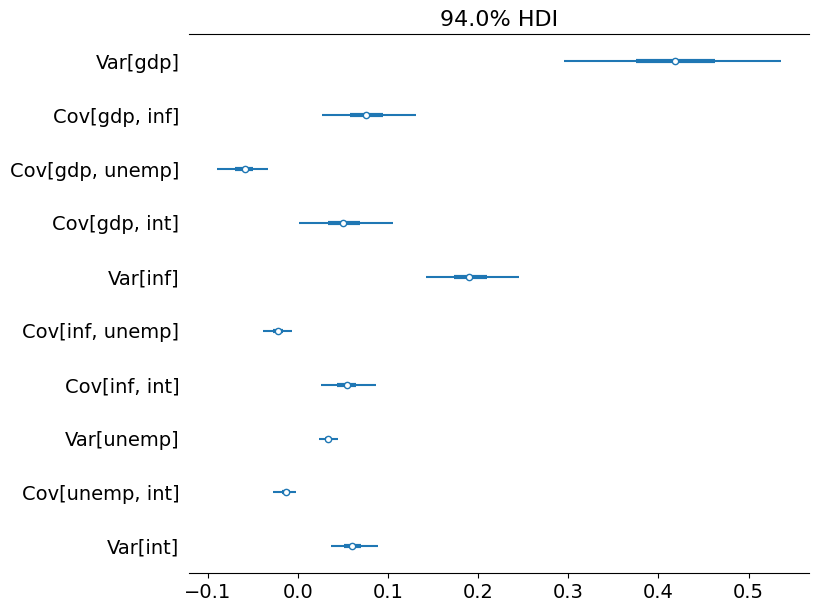 94.0% HDI
Var[gdp]
Cov[gdp, inf]
Cov[gdp, unemp]
Cov[gdp, int]
Var[inf]
Cov[inf, unemp]
Cov[inf, int]
Var[unemp]
Cov[unemp, int]
Var[int]
−0.1 0.0 0.1 0.2 0.3 0.4 0.5